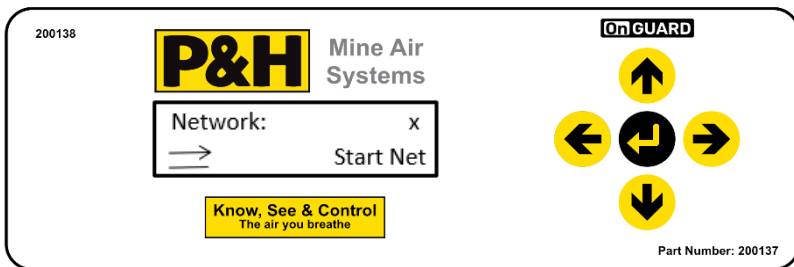 200138
P&H
Mine Air
Systems
Network: x
Start Net
Know, See & Control
The air you breathe
OnGUARD
Part Number: 200137